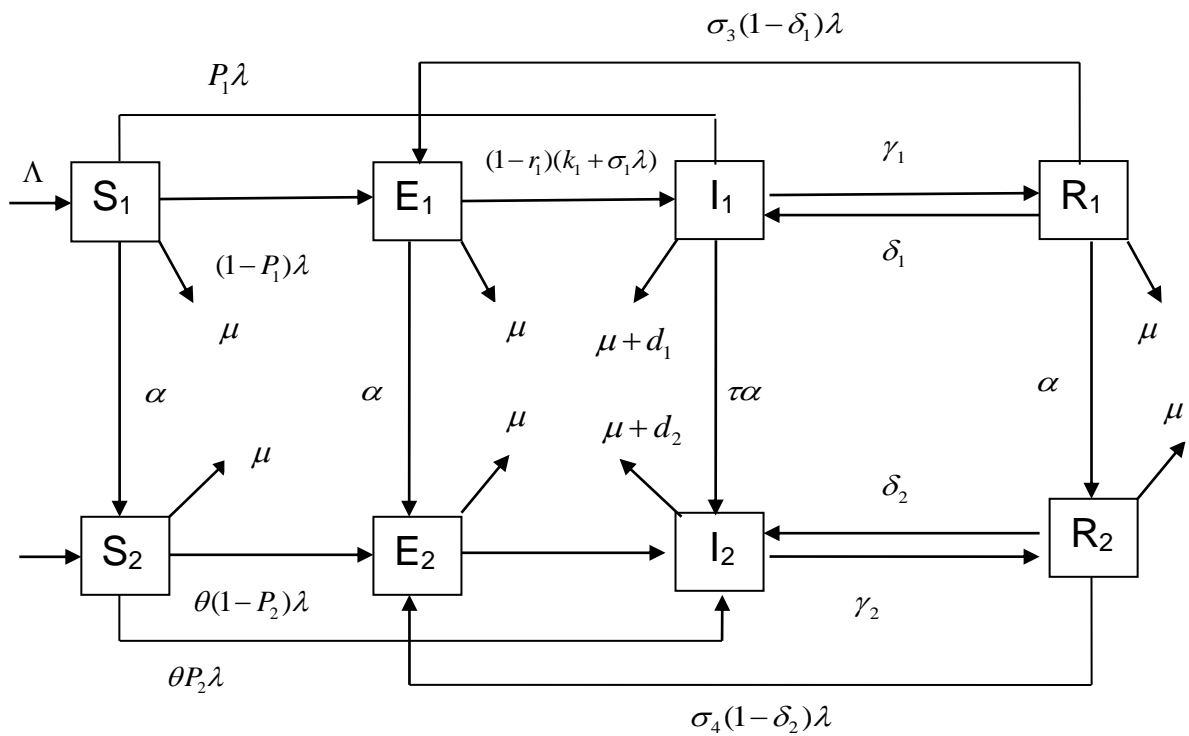 σ₃(1−δ₁)λ
P₁λ
(1−r₁)(k₁+σ₁λ)
γ₁
Λ
S₁
E₁
I₁
R₁
(1−P₁)λ
δ₁
μ
μ
μ+d₁
μ
α
α
τα
α
μ
μ
μ+d₂
μ
δ₂
S₂
E₂
I₂
R₂
θ(1−P₂)λ
γ₂
θP₂λ
σ₄(1−δ₂)λ